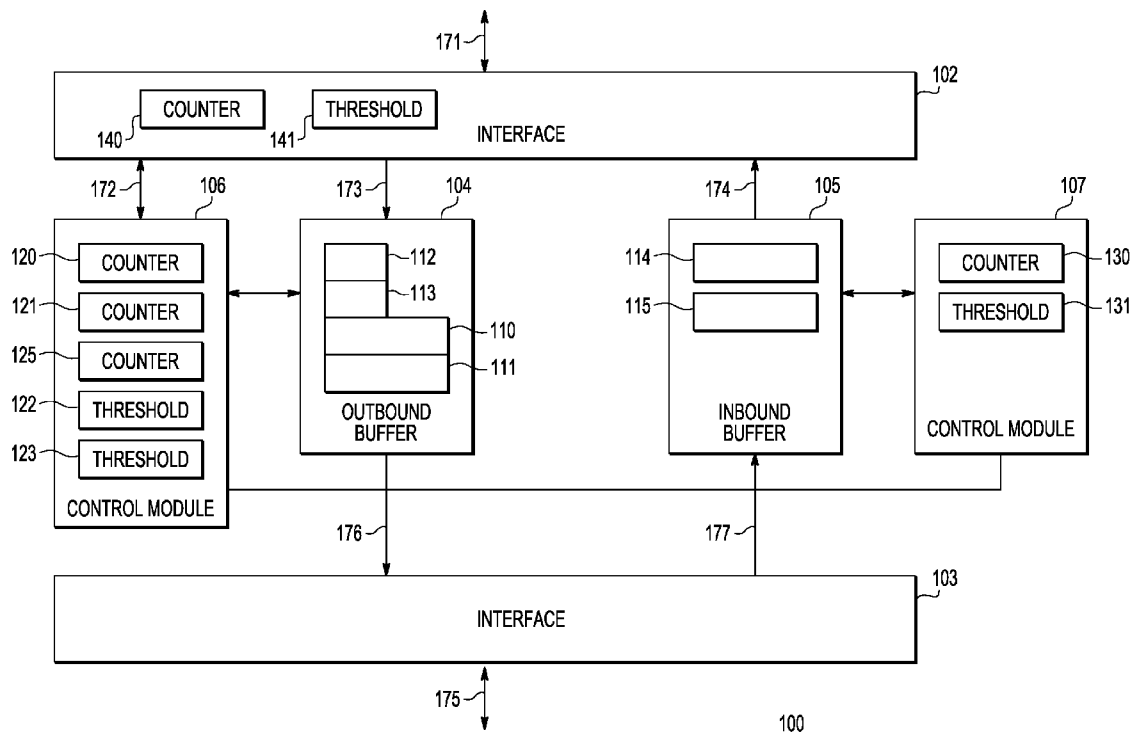 171
102
COUNTER
THRESHOLD
140
141
INTERFACE
172
106
173
104
174
105
107
120
COUNTER
112
114
COUNTER
130
121
COUNTER
113
115
THRESHOLD
131
110
125
COUNTER
111
122
THRESHOLD
OUTBOUND
BUFFER
INBOUND
BUFFER
CONTROL MODULE
123
THRESHOLD
CONTROL MODULE
176
177
103
INTERFACE
175
100